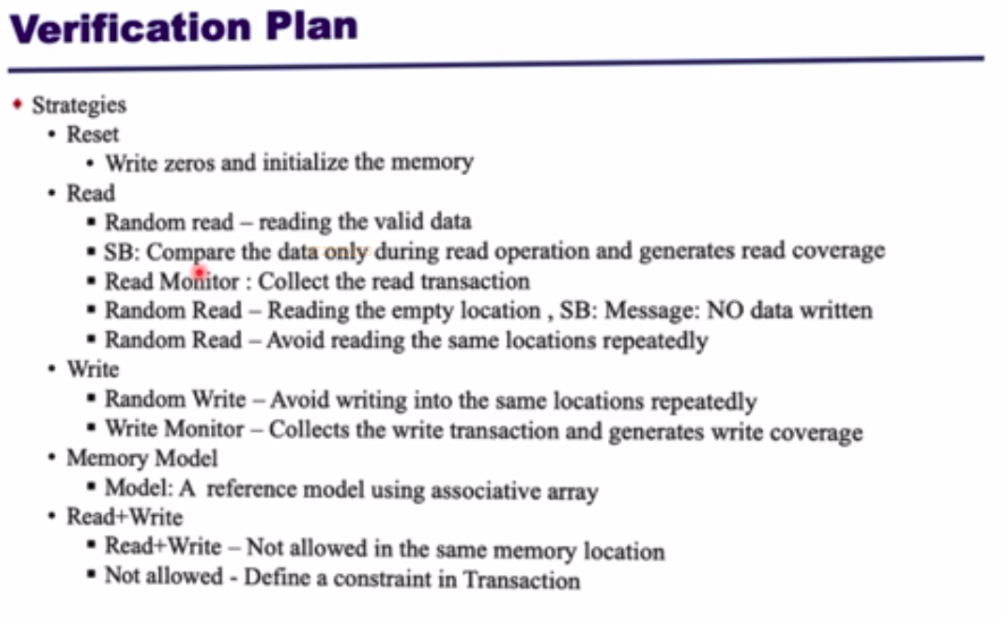 Verification Plan
Strategies
Reset
Write zeros and initialize the memory
Read
Random read – reading the valid data
SB: Compare the data only during read operation and generates read coverage
Read Monitor : Collect the read transaction
Random Read – Reading the empty location , SB: Message: NO data written
Random Read – Avoid reading the same locations repeatedly
Write
Random Write – Avoid writing into the same locations repeatedly
Write Monitor – Collects the write transaction and generates write coverage
Memory Model
Model: A reference model using associative array
Read+Write
Read+Write – Not allowed in the same memory location
Not allowed - Define a constraint in Transaction